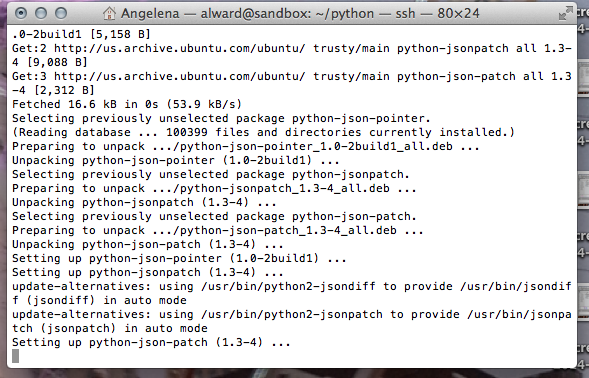 Angelena — alward@sandbox: ~/python — ssh — 80×24
.0-2build1 [5,158 B]
Get:2 http://us.archive.ubuntu.com/ubuntu/ trusty/main python-jsonpatch all 1.3-
4 [9,088 B]
Get:3 http://us.archive.ubuntu.com/ubuntu/ trusty/main python-json-patch all 1.3
-4 [2,312 B]
Fetched 16.6 kB in 0s (53.9 kB/s)
Selecting previously unselected package python-json-pointer.
(Reading database ... 100399 files and directories currently installed.)
Preparing to unpack .../python-json-pointer_1.0-2build1_all.deb ...
Unpacking python-json-pointer (1.0-2build1) ...
Selecting previously unselected package python-jsonpatch.
Preparing to unpack .../python-jsonpatch_1.3-4_all.deb ...
Unpacking python-jsonpatch (1.3-4) ...
Selecting previously unselected package python-json-patch.
Preparing to unpack .../python-json-patch_1.3-4_all.deb ...
Unpacking python-json-patch (1.3-4) ...
Setting up python-json-pointer (1.0-2build1) ...
Setting up python-jsonpatch (1.3-4) ...
update-alternatives: using /usr/bin/python2-jsondiff to provide /usr/bin/jsondif
f (jsondiff) in auto mode
update-alternatives: using /usr/bin/python2-jsonpatch to provide /usr/bin/jsonpa
tch (jsonpatch) in auto mode
Setting up python-json-patch (1.3-4) ...